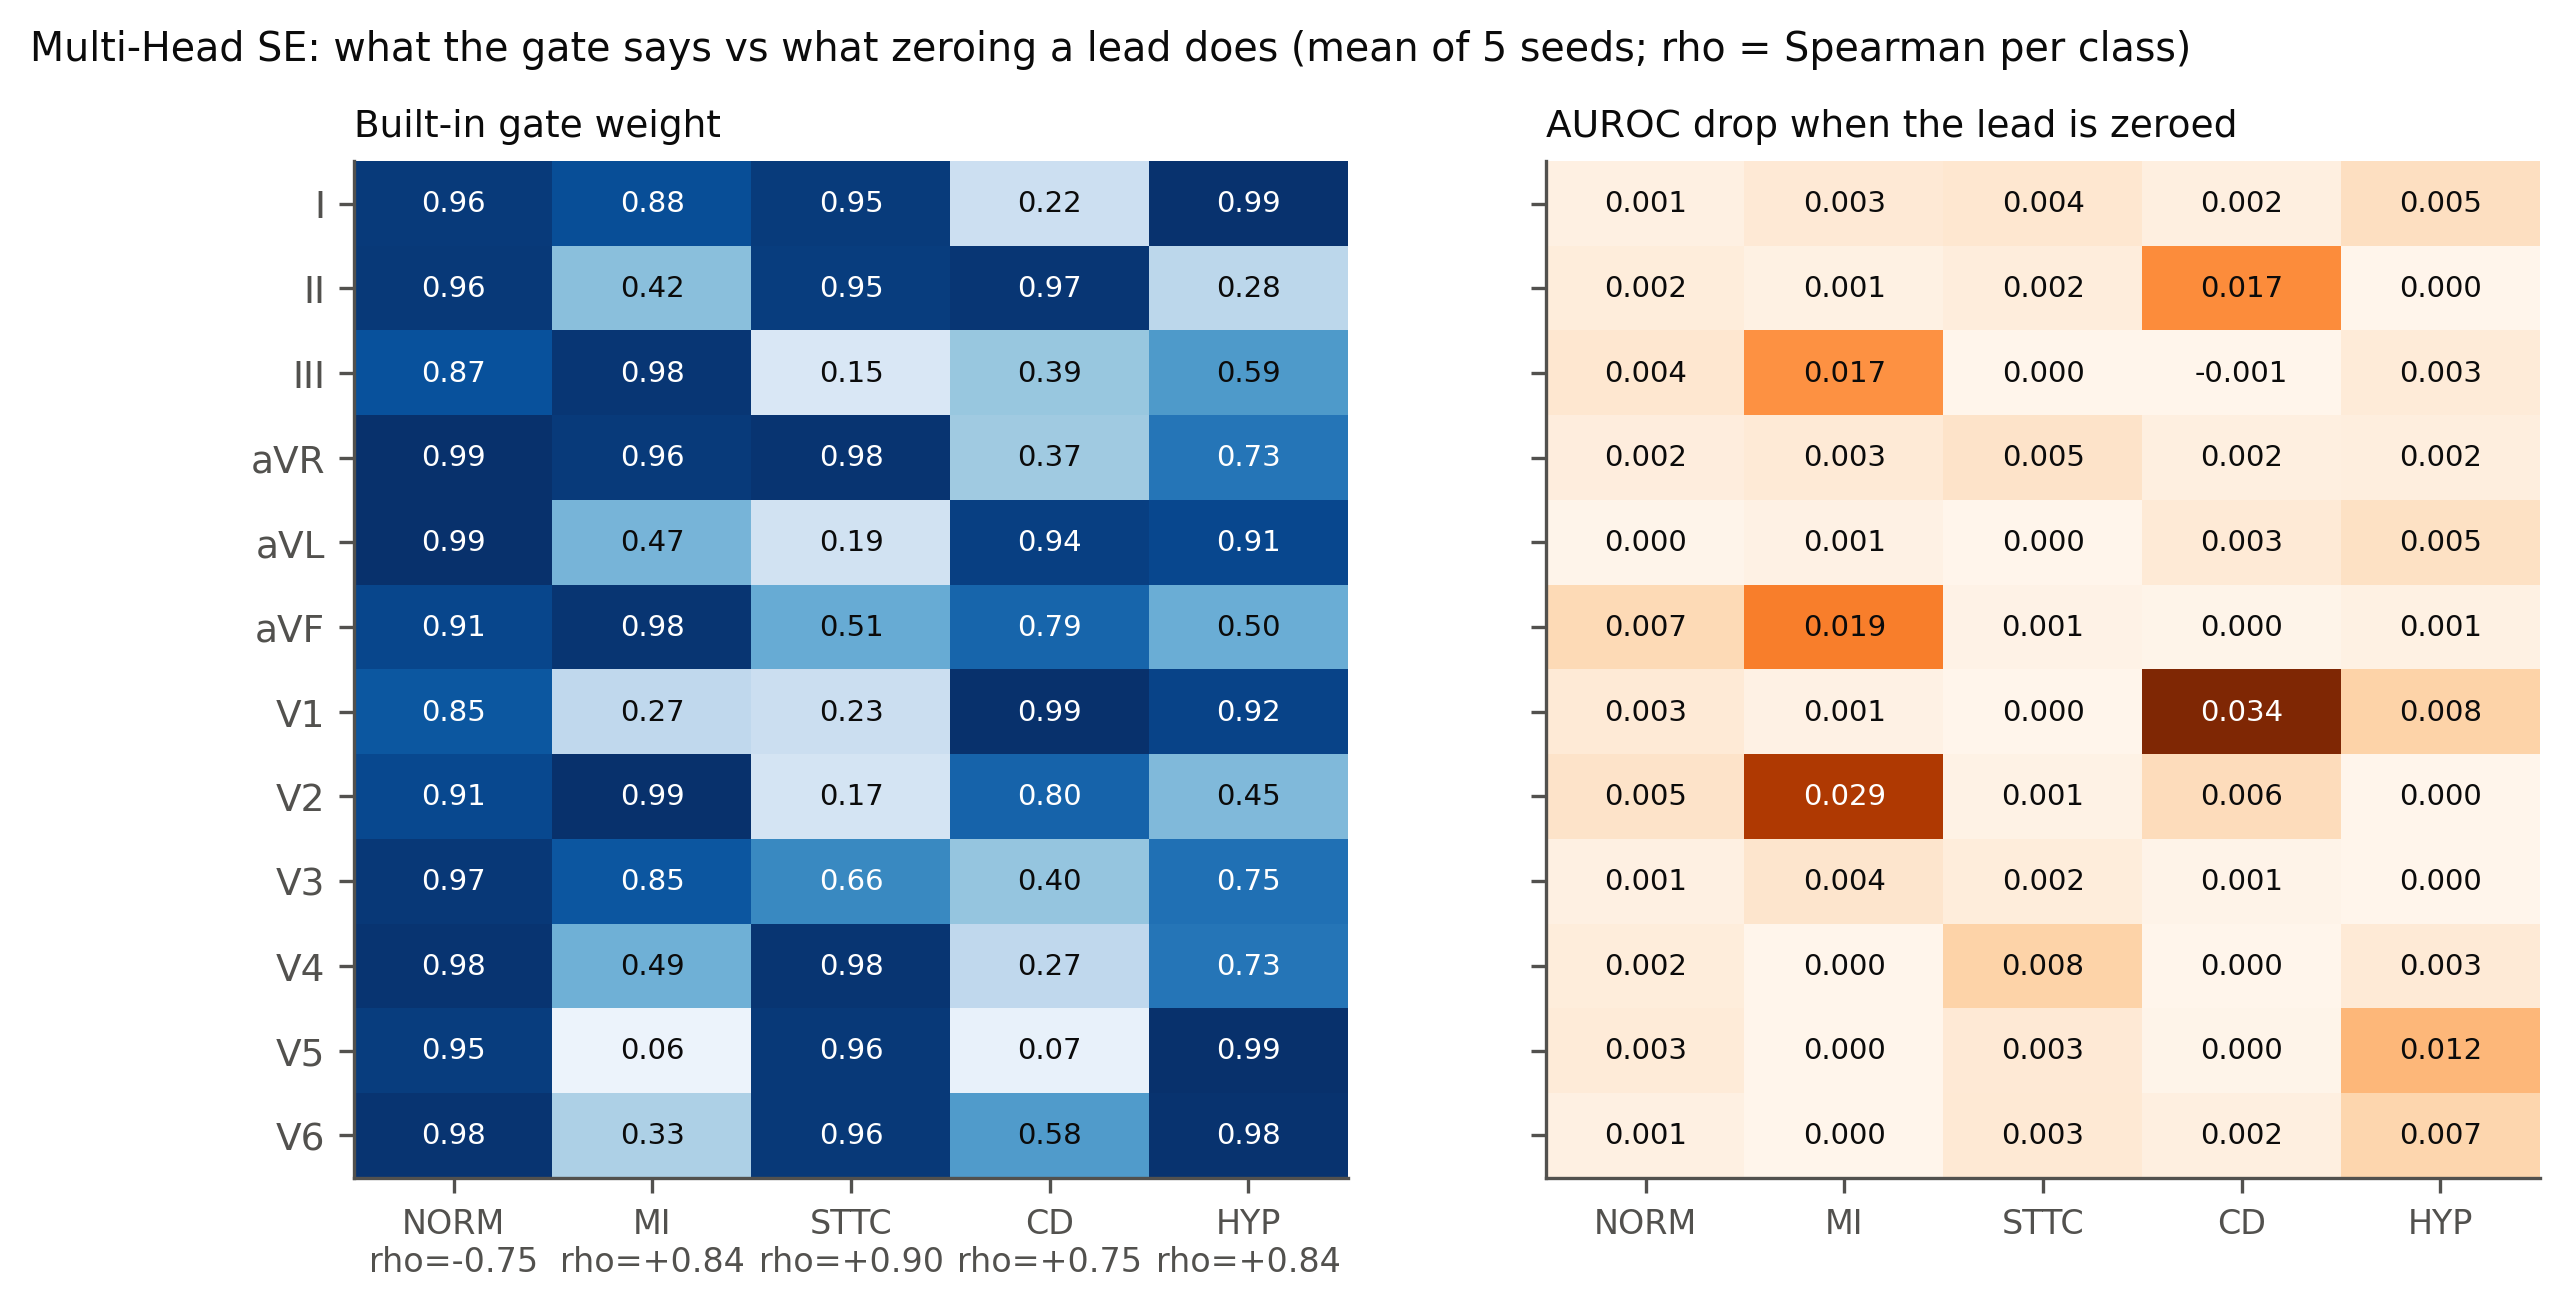 Multi-Head SE: what the gate says vs what zeroing a lead does (mean of 5 seeds; rho = Spearman per class)
Built-in gate weight
I 0.96 0.88 0.95 0.22 0.99
II 0.96 0.42 0.95 0.97 0.28
III 0.87 0.98 0.15 0.39 0.59
aVR 0.99 0.96 0.98 0.37 0.73
aVL 0.99 0.47 0.19 0.94 0.91
aVF 0.91 0.98 0.51 0.79 0.50
V1 0.85 0.27 0.23 0.99 0.92
V2 0.91 0.99 0.17 0.80 0.45
V3 0.97 0.85 0.66 0.40 0.75
V4 0.98 0.49 0.98 0.27 0.73
V5 0.95 0.06 0.96 0.07 0.99
V6 0.98 0.33 0.96 0.58 0.98
NORM MI STTC CD HYP
rho=-0.75 rho=+0.84 rho=+0.90 rho=+0.75 rho=+0.84
AUROC drop when the lead is zeroed
0.001 0.003 0.004 0.002 0.005
0.002 0.001 0.002 0.017 0.000
0.004 0.017 0.000 -0.001 0.003
0.002 0.003 0.005 0.002 0.002
0.000 0.001 0.000 0.003 0.005
0.007 0.019 0.001 0.000 0.001
0.003 0.001 0.000 0.034 0.008
0.005 0.029 0.001 0.006 0.000
0.001 0.004 0.002 0.001 0.000
0.002 0.000 0.008 0.000 0.003
0.003 0.000 0.003 0.000 0.012
0.001 0.000 0.003 0.002 0.007
NORM MI STTC CD HYP